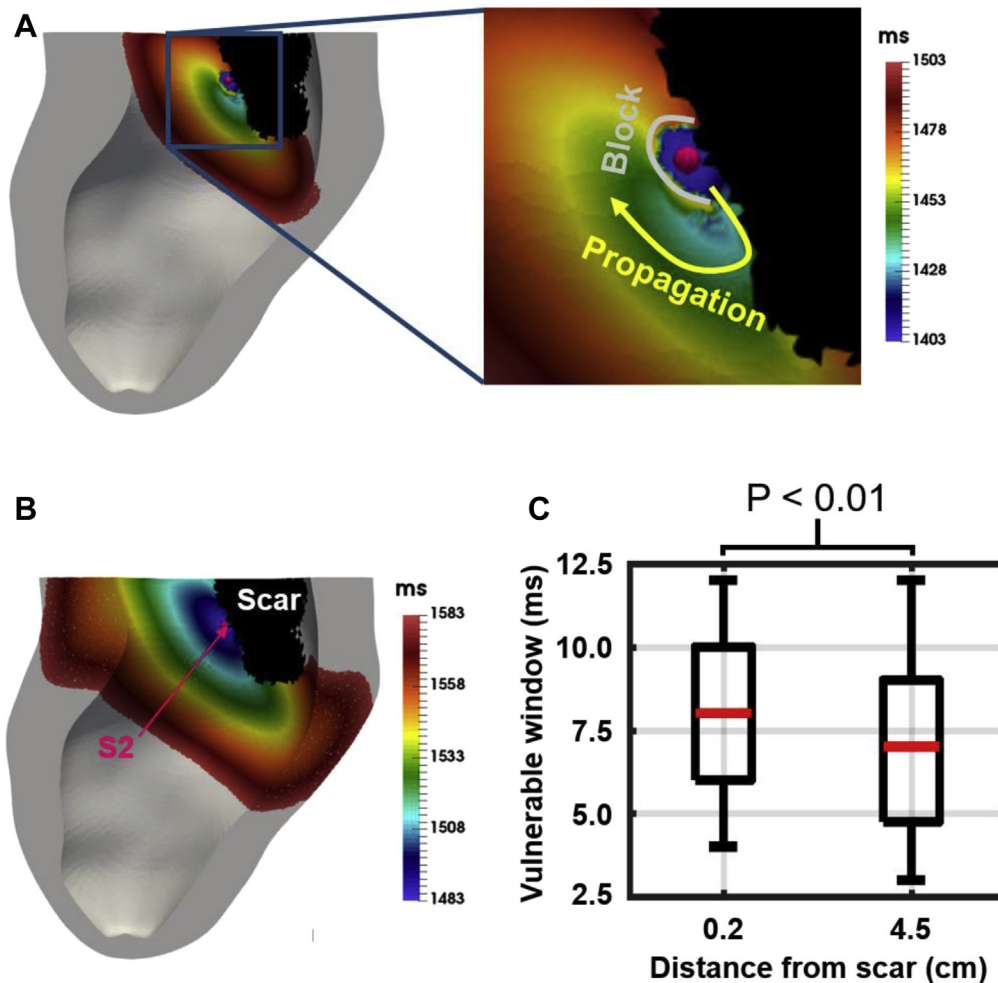 A
ms
1503
1478
1453
1428
1403
Block
Propagation
B
Scar
S2
ms
1583
1558
1533
1508
1483
C
P < 0.01
Vulnerable window (ms)
12.5
10.0
7.5
5.0
2.5
0.2
4.5
Distance from scar (cm)